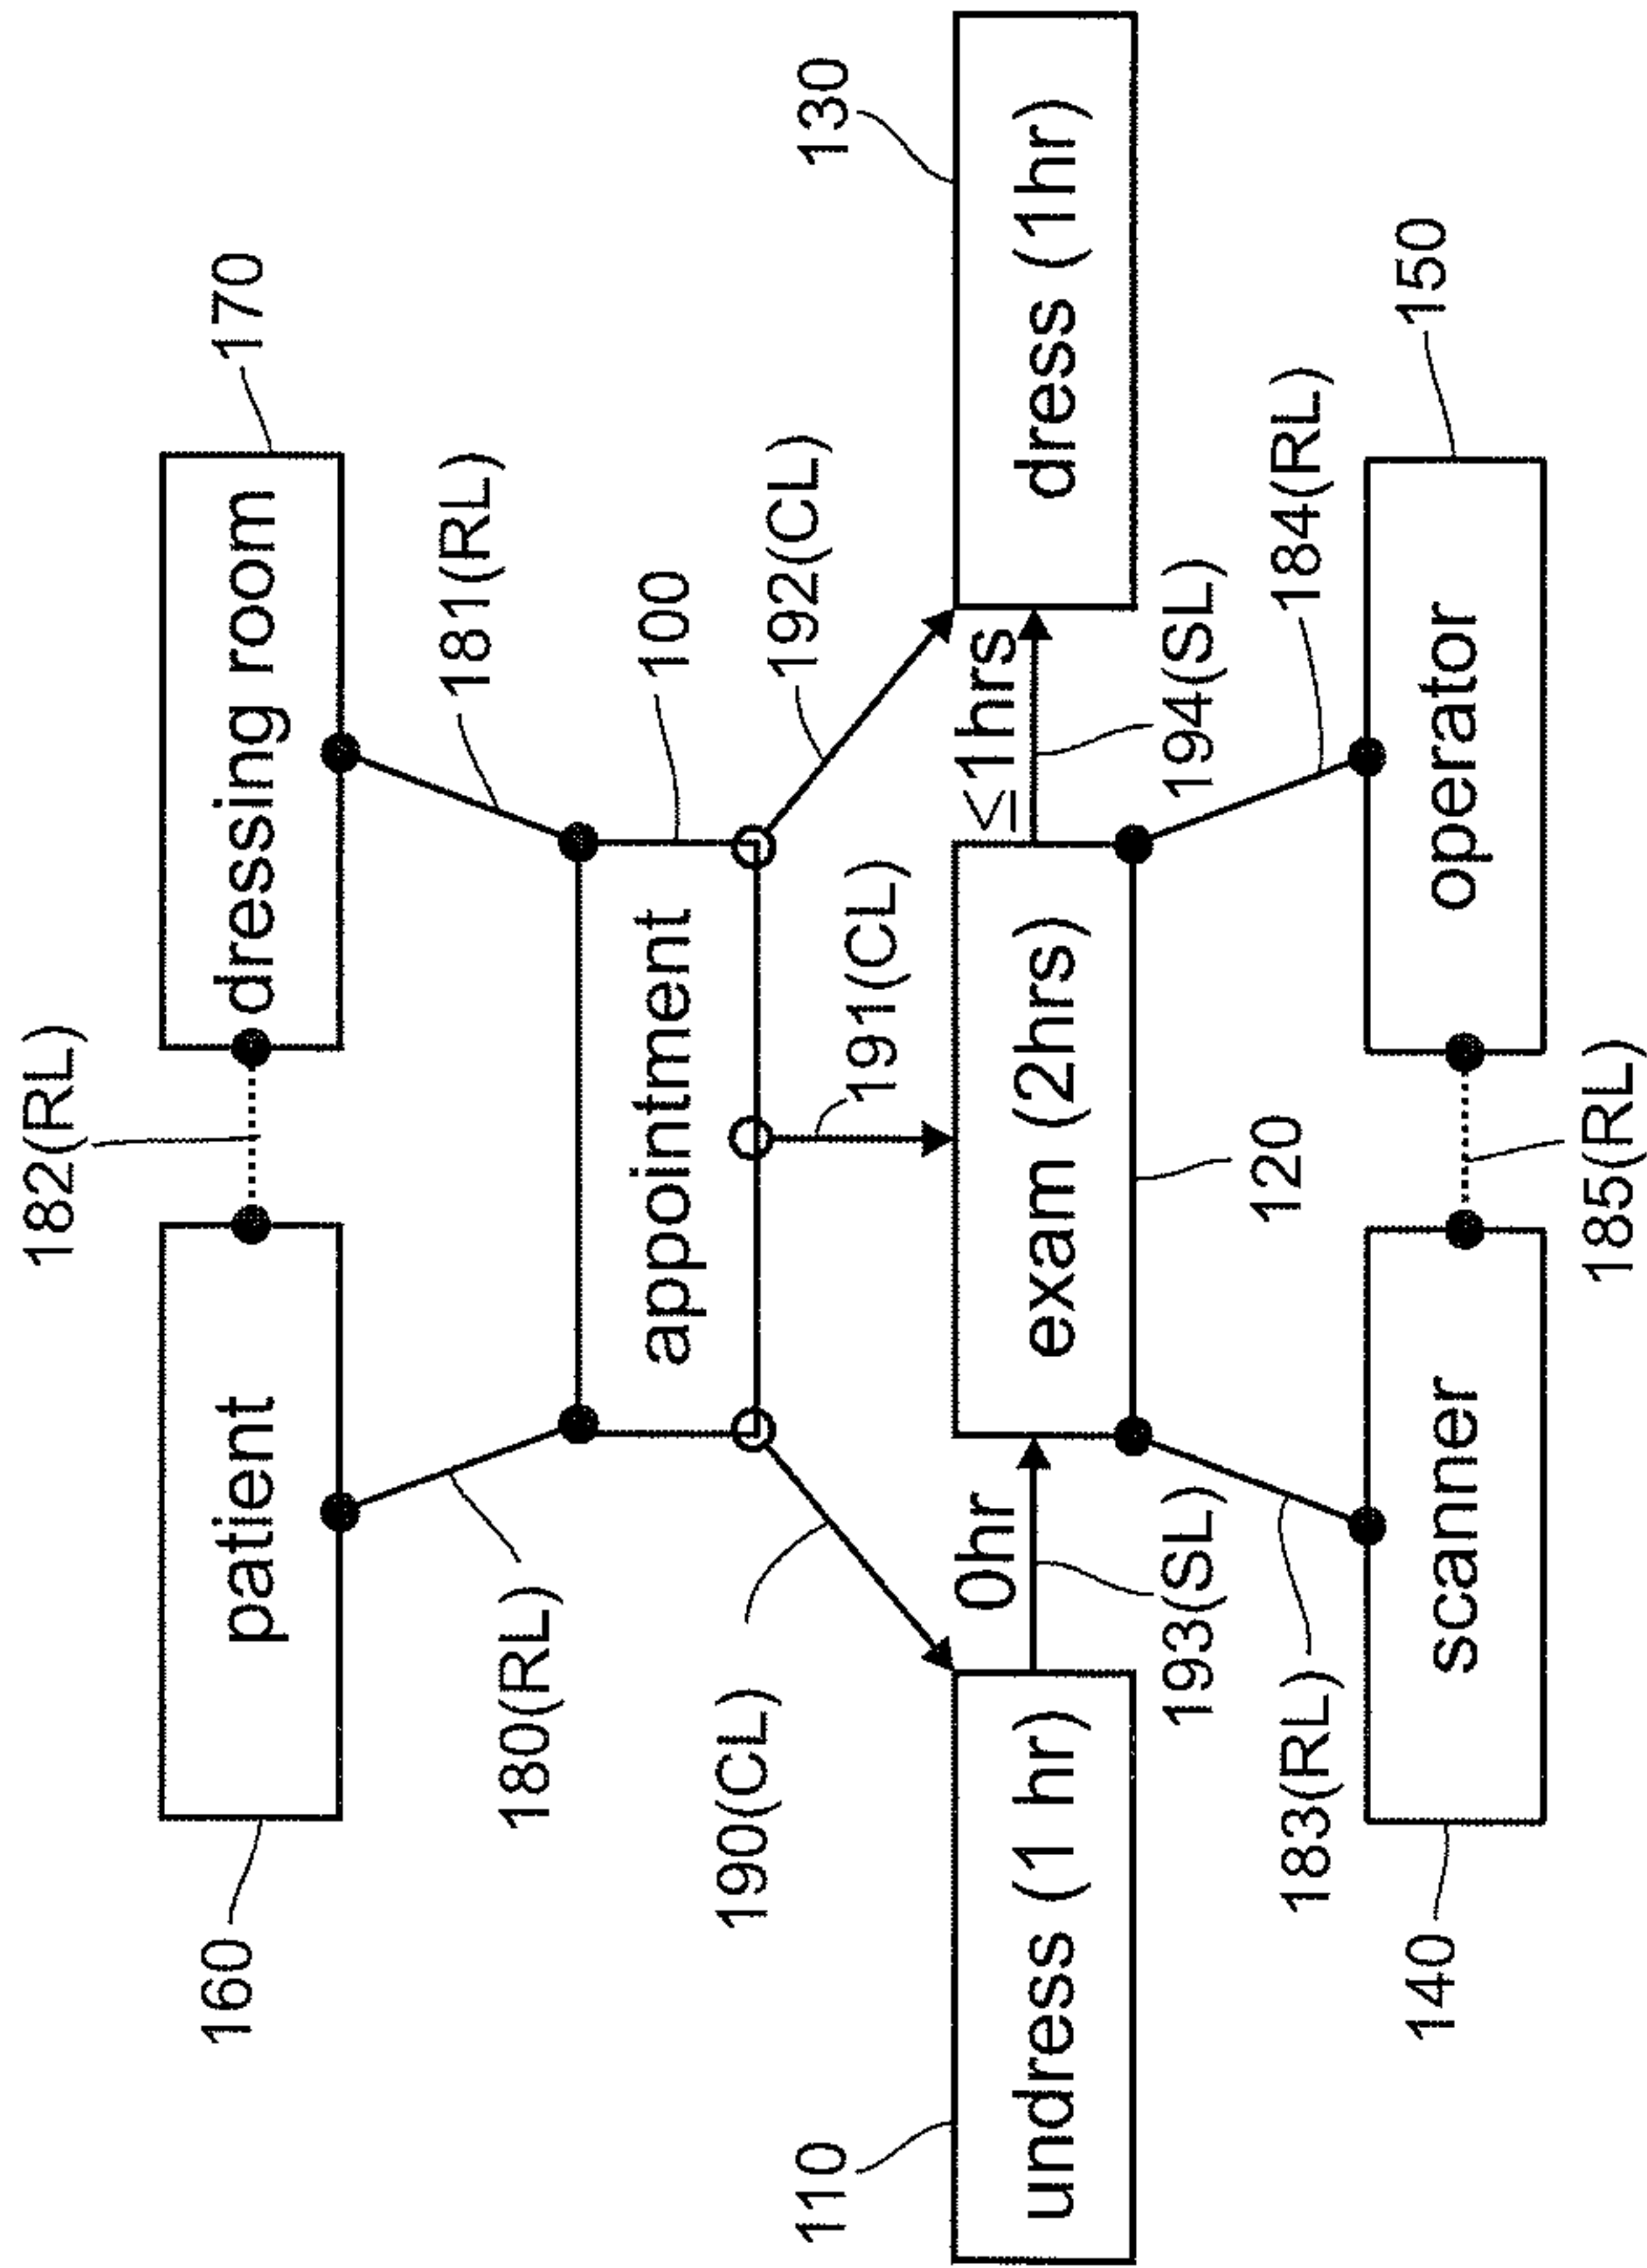 182(RL)
160
patient
dressing room
170
180(RL)
181(RL)
appointment
100
190(CL)
191(CL)
192(CL)
110
130
undress (1 hr)
0hr
exam (2hrs)
≤1hrs
dress (1hr)
193(SL)
194(SL)
183(RL)
120
184(RL)
140
scanner
operator
150
185(RL)